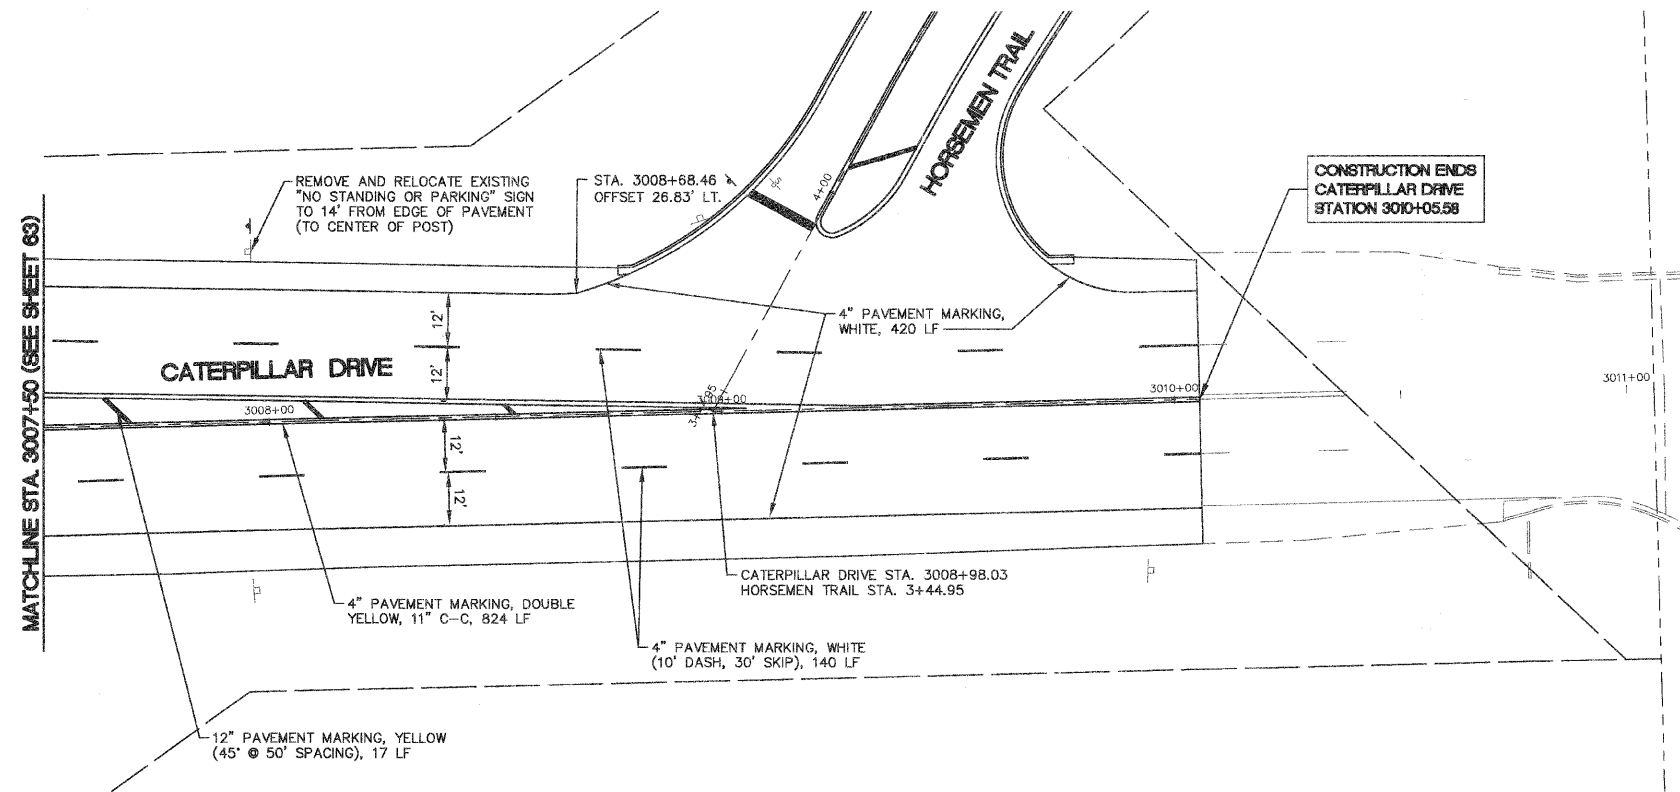 MATCHLINE STA. 3007+50 (SEE SHEET 63)
REMOVE AND RELOCATE EXISTING
"NO" STANDING OR PARKING" SIGN
TO 14' FROM EDGE OF PAVEMENT
(TO CENTER OF POST)
STA. 3008+68.46
OFFSET 26.83' LT.
4+00
HORSEMEN TRAIL
CONSTRUCTION ENDS
CATERPILLAR DRIVE
STATION 3010+05.58
12'
12'
4" PAVEMENT MARKING,
WHITE, 420 LF
CATERPILLAR DRIVE
3008+00
3009+00
3010+00
3011+00
12'
12'
CATERPILLAR DRIVE STA. 3008+98.03
HORSEMEN TRAIL STA. 3+44.95
4" PAVEMENT MARKING, DOUBLE
YELLOW, 11" C-C, 824 LF
4" PAVEMENT MARKING, WHITE
(10' DASH, 30' SKIP), 140 LF
12" PAVEMENT MARKING, YELLOW
(45° @ 50' SPACING), 17 LF